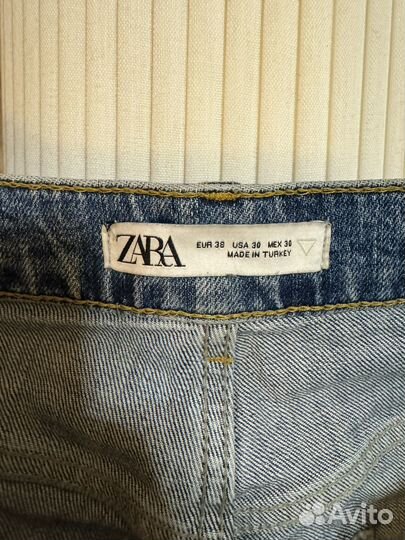 ZARA
EUR 38 USA 30 MEX 30
MADE IN TURKEY
Avito